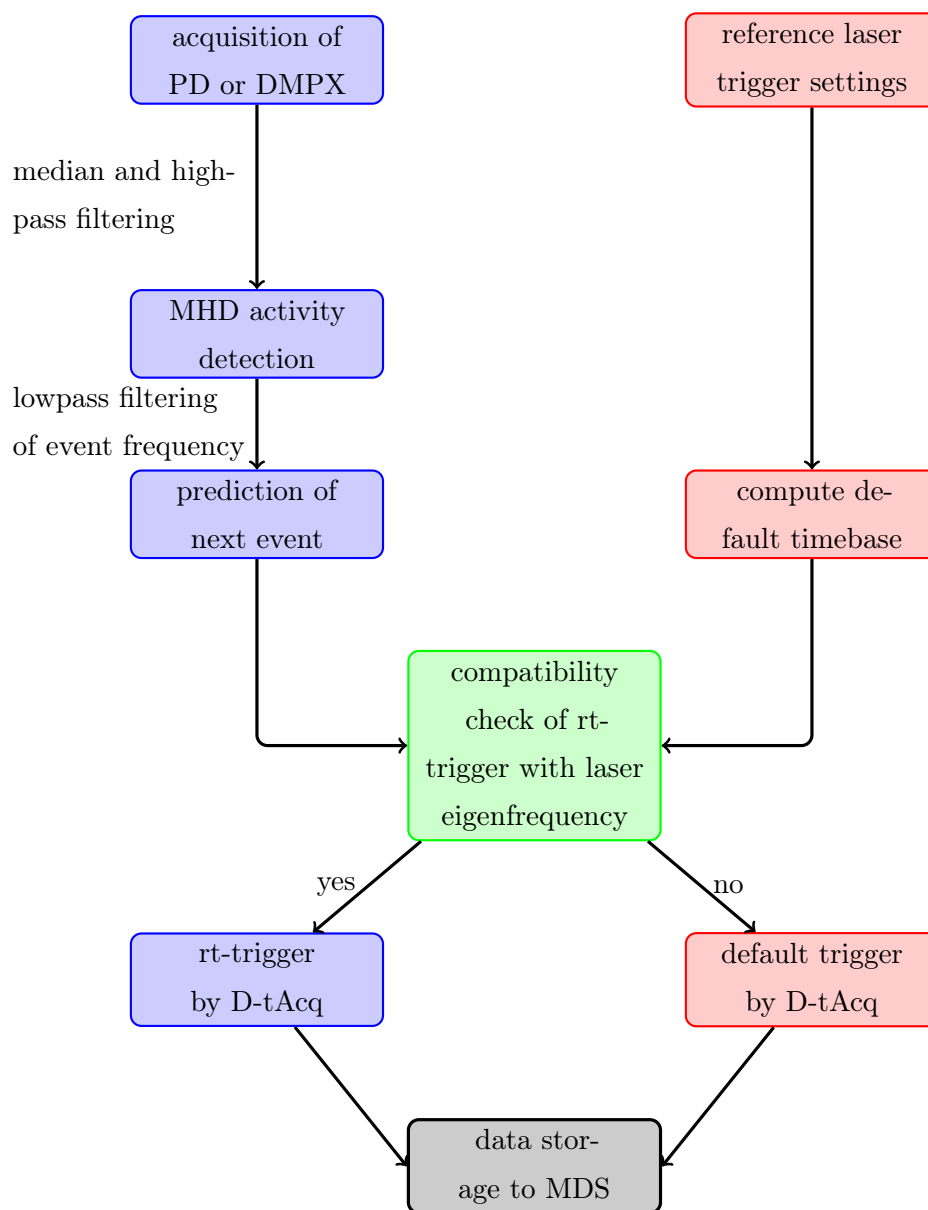 acquisition of
PD or DMPX
reference laser
trigger settings
median and high-
pass filtering
MHD activity
detection
lowpass filtering
of event frequency
prediction of
next event
compute de-
fault timebase
compatibility
check of rt-
trigger with laser
eigenfrequency
yes
no
rt-trigger
by D-tAcq
default trigger
by D-tAcq
data stor-
age to MDS